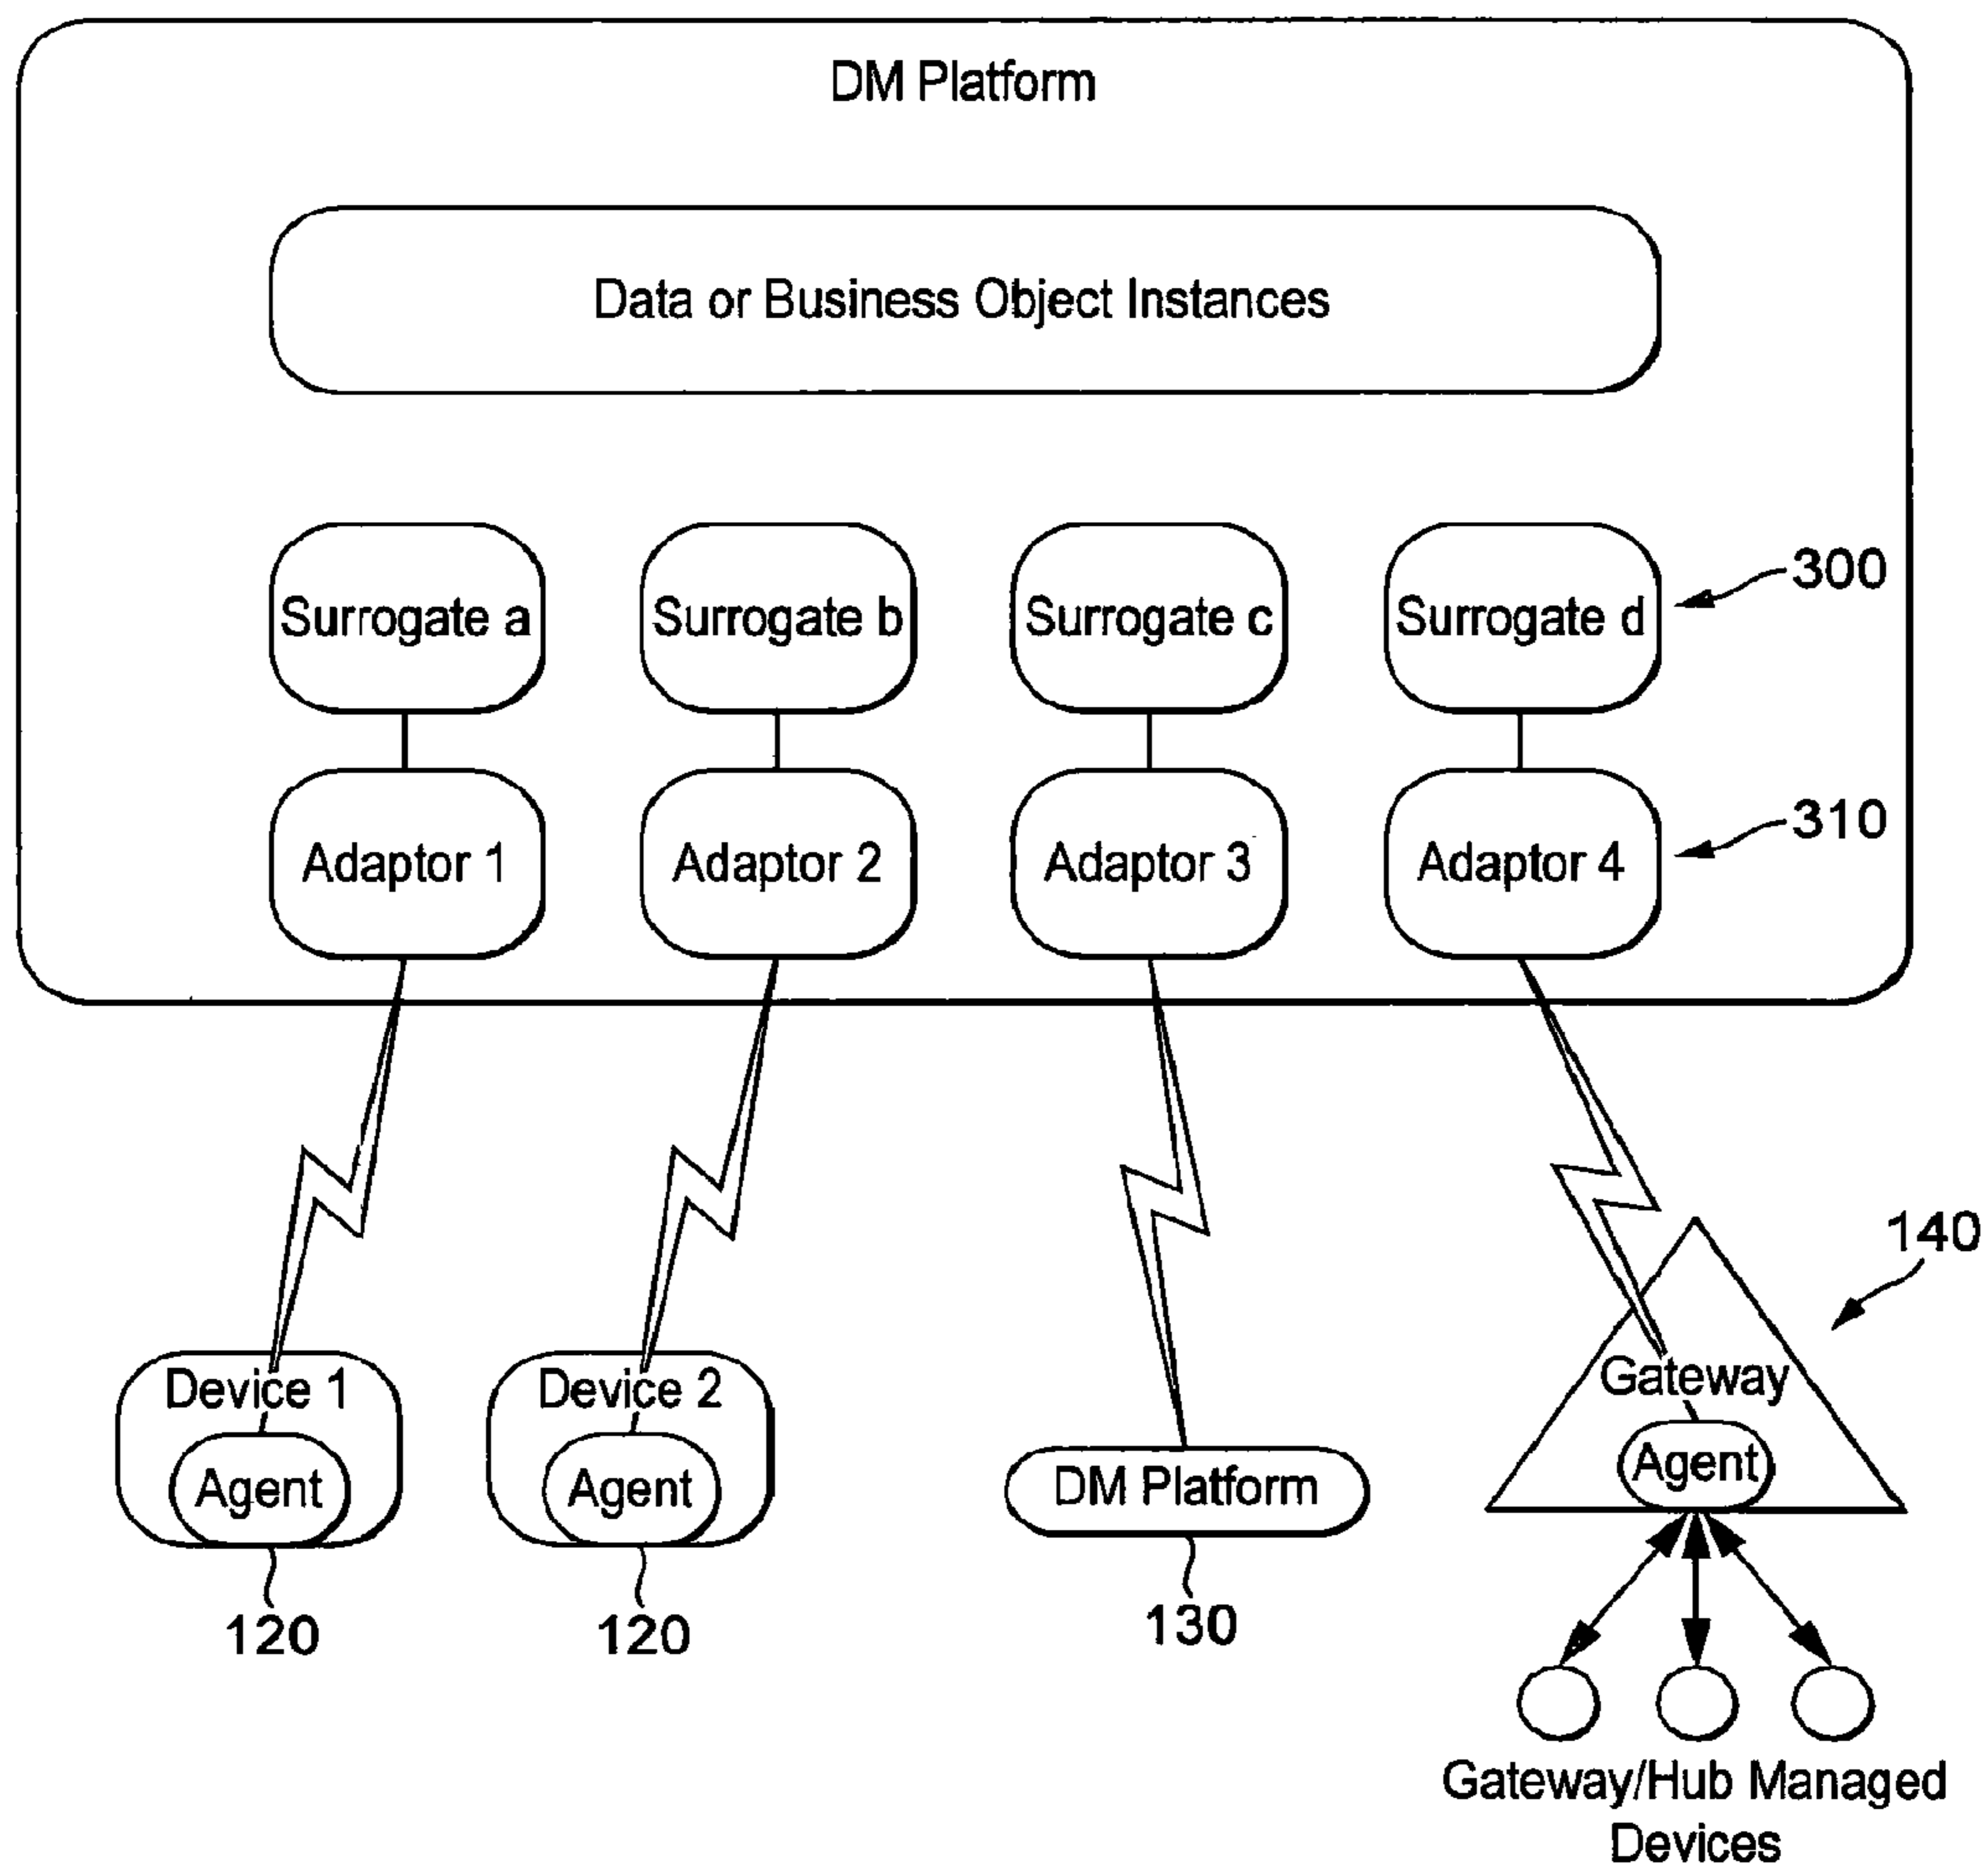 DM Platform
Data or Business Object Instances
Surrogate a
Surrogate b
Surrogate c
Surrogate d
300
Adaptor 1
Adaptor 2
Adaptor 3
Adaptor 4
310
140
Device 1
Agent
Device 2
Agent
DM Platform
Gateway
Agent
120
120
130
Gateway/Hub Managed
Devices